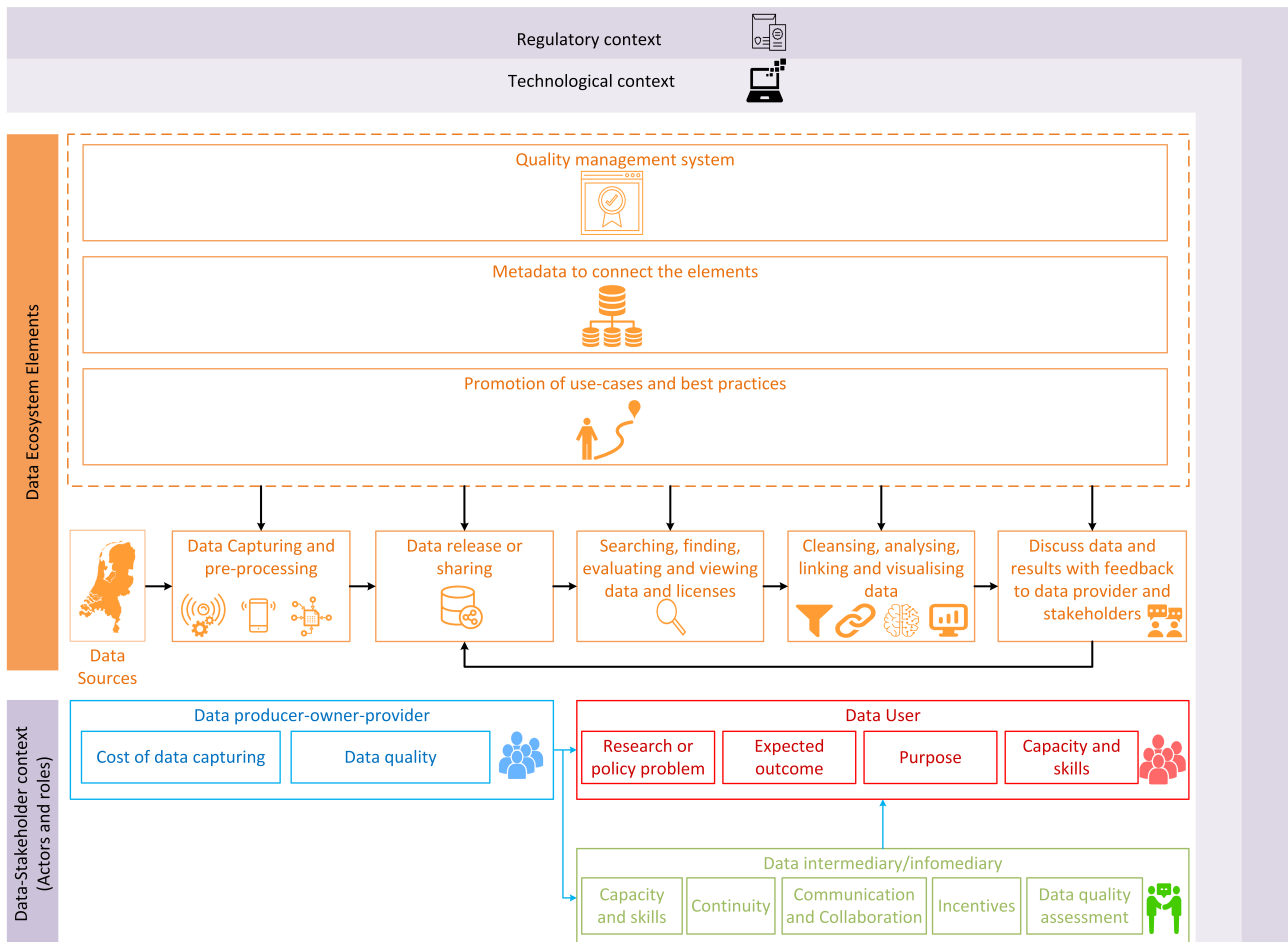 Regulatory context
Technological context
Data Ecosystem Elements
Quality management system
Metadata to connect the elements
Promotion of use-cases and best practices
Data Sources
Data Capturing and
pre-processing
Data release or
sharing
Searching, finding,
evaluating and viewing
data and licenses
Cleansing, analysing,
linking and visualising
data
Discuss data and
results with feedback
to data provider and
stakeholders
Data-Stakeholder context
(Actors and roles)
Data producer-owner-provider
Cost of data capturing
Data quality
Data User
Research or
policy problem
Expected
outcome
Purpose
Capacity and
skills
Data intermediary/infomediary
Capacity
and skills
Continuity
Communication
and Collaboration
Incentives
Data quality
assessment